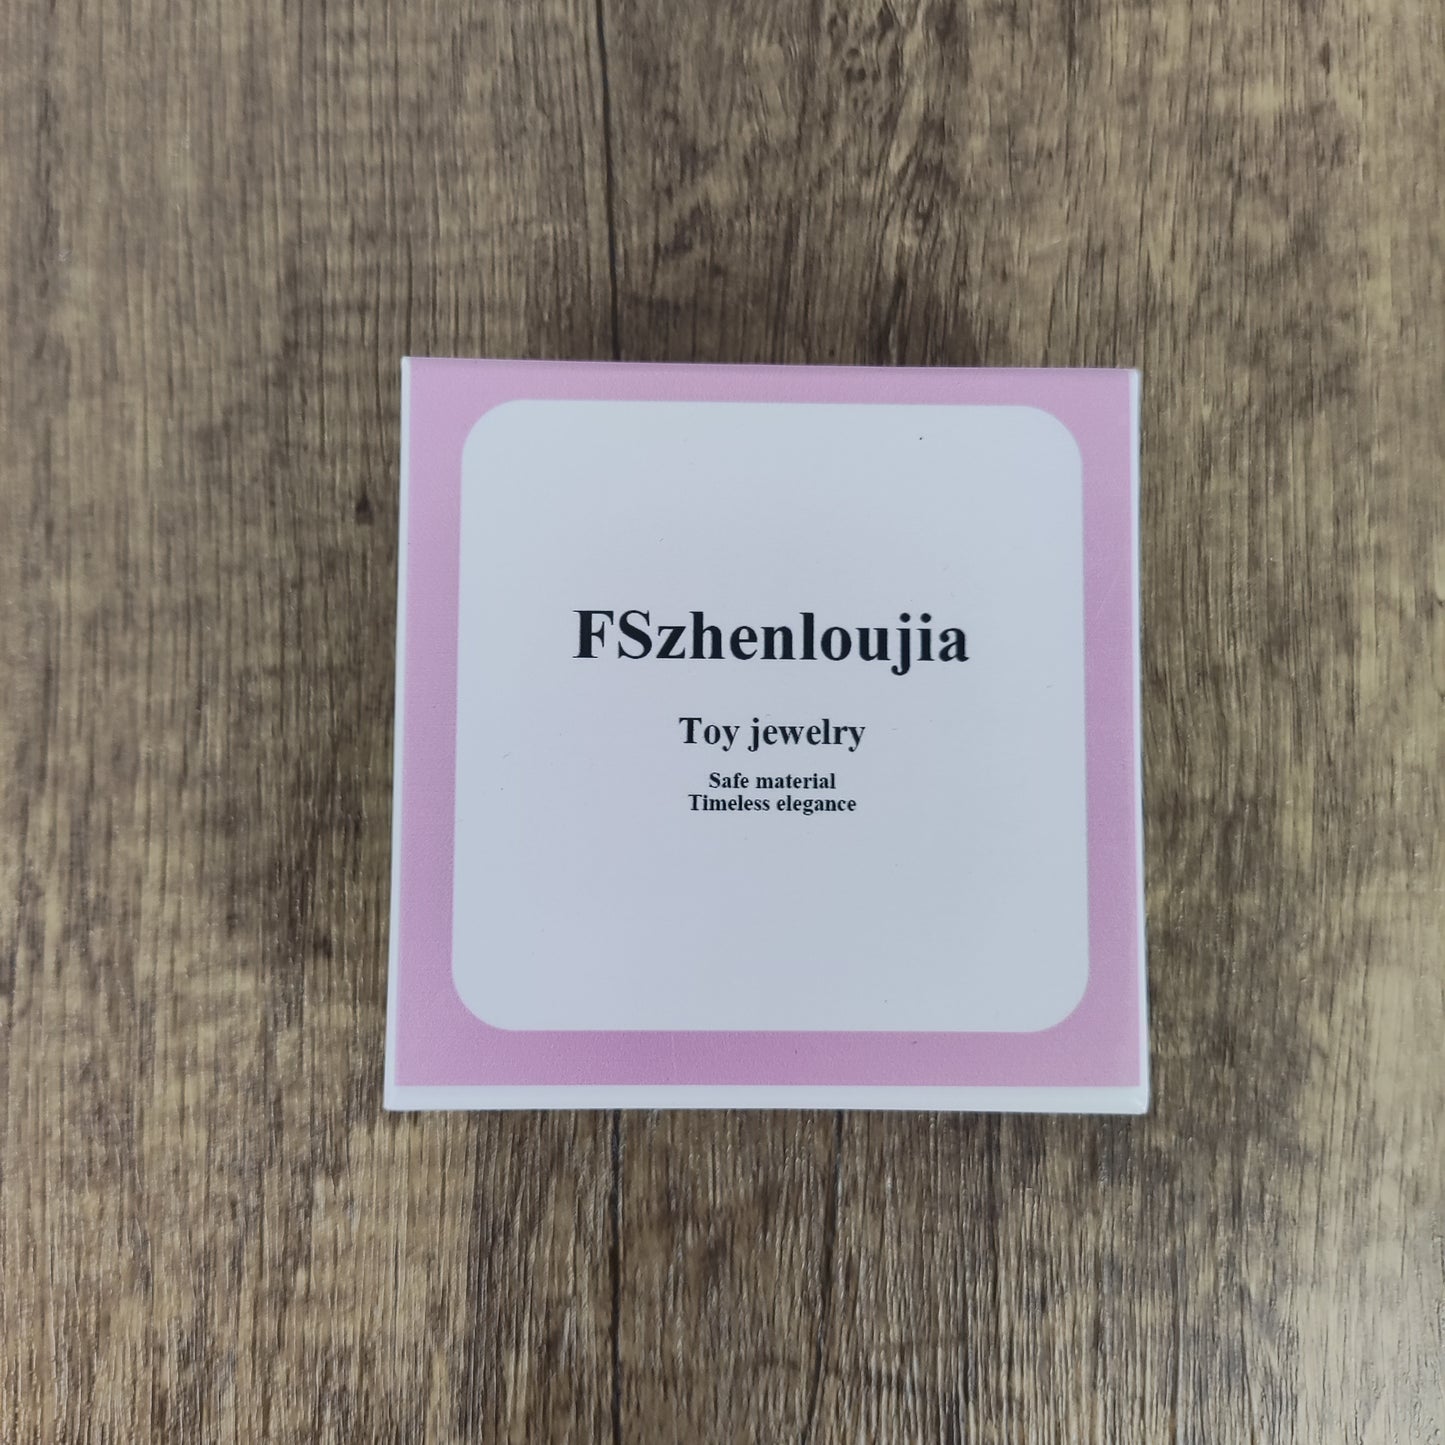 FSzhenloujia
Toy jewelry
Safe material
Timeless elegance